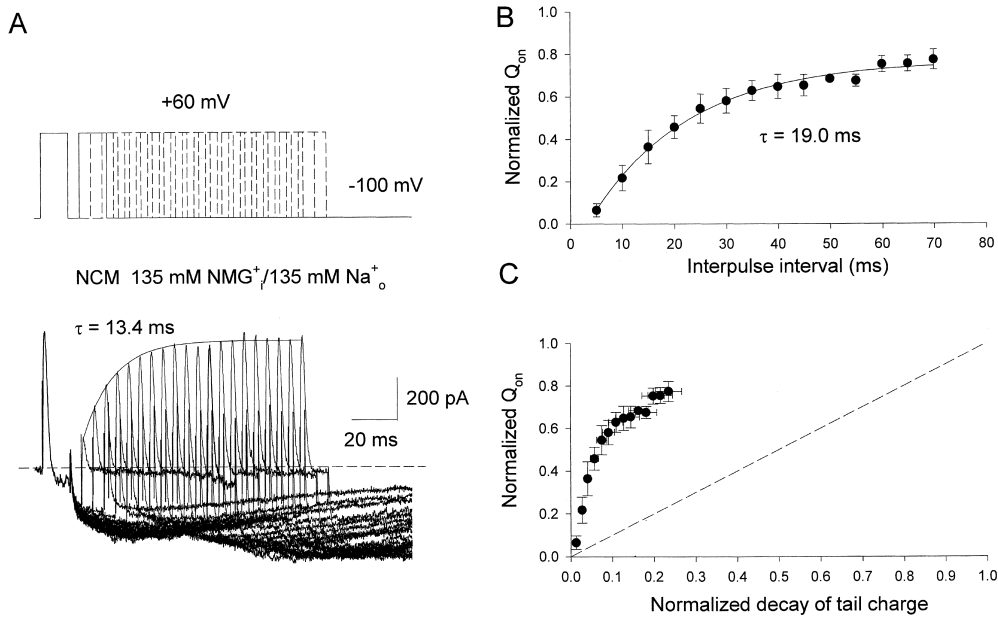 A
+60 mV
-100 mV
NCM 135 mM NMG⁺ᵢ/135 mM Na⁺ₒ
τ = 13.4 ms
200 pA
20 ms
B
Normalized Qon
1.0
0.8
0.6
0.4
0.2
0.0
τ = 19.0 ms
0 10 20 30 40 50 60 70 80
Interpulse interval (ms)
C
Normalized Qon
1.0
0.8
0.6
0.4
0.2
0.0
0.0 0.1 0.2 0.3 0.4 0.5 0.6 0.7 0.8 0.9 1.0
Normalized decay of tail charge